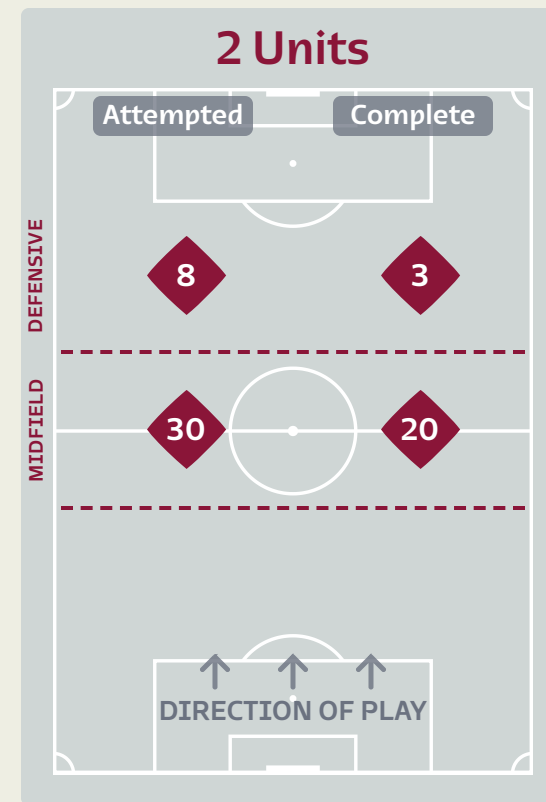 2 Units
Attempted Complete
DEFENSIVE
8 3
MIDFIELD
30 20
DIRECTION OF PLAY